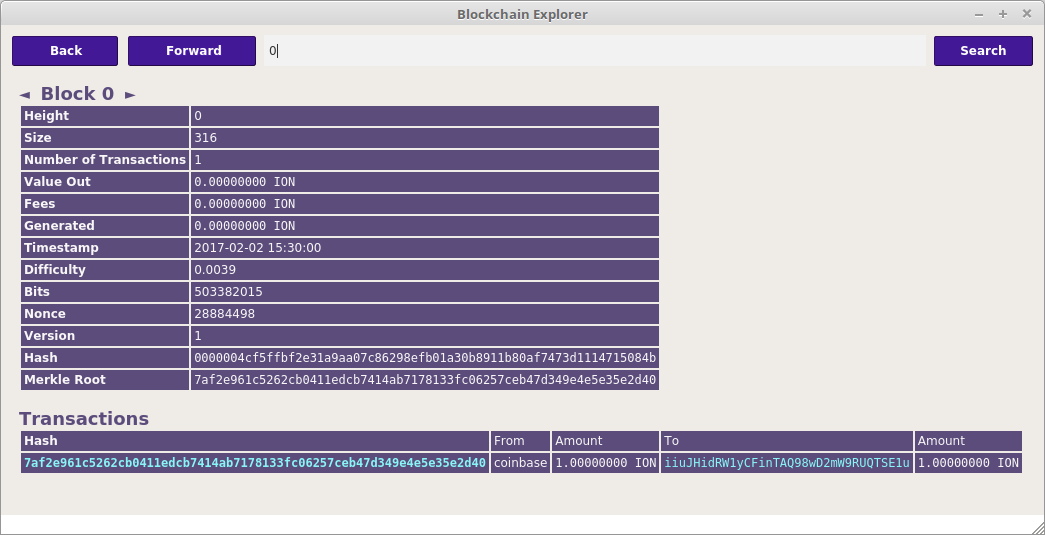 Blockchain Explorer
Back Forward 0 Search
◄ Block 0 ►
Height 0
Size 316
Number of Transactions 1
Value Out 0.00000000 ION
Fees 0.00000000 ION
Generated 0.00000000 ION
Timestamp 2017-02-02 15:30:00
Difficulty 0.0039
Bits 503382015
Nonce 28884498
Version 1
Hash 0000004cf5ffbf2e31a9aa07c86298efb01a30b8911b80af7473d1114715084b
Merkle Root 7af2e961c5262cb0411edcb7414ab7178133fc06257ceb47d349e4e5e35e2d40
Transactions
Hash From Amount To Amount
7af2e961c5262cb0411edcb7414ab7178133fc06257ceb47d349e4e5e35e2d40 coinbase 1.00000000 ION iiuJHidRW1yCFinTAQ98wD2mW9RUQTSE1u 1.00000000 ION